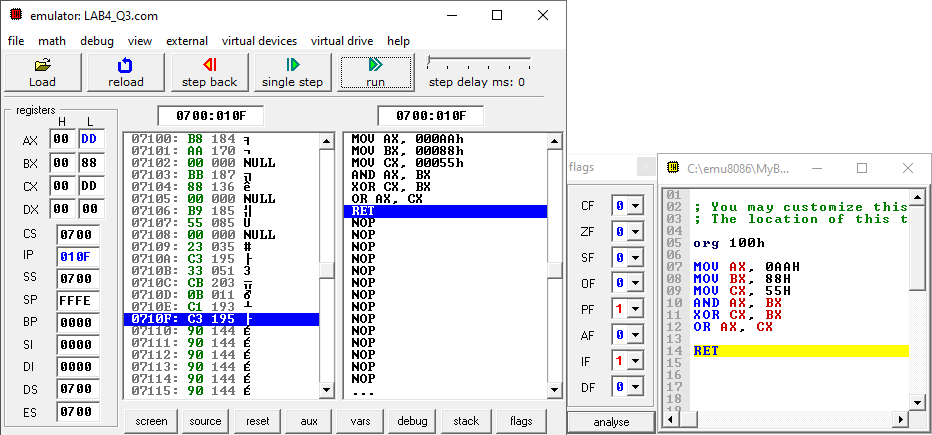 emulator: LAB4_Q3.com
file math debug view external virtual devices virtual drive help
Load reload step back single step run step delay ms: 0
registers
H L
AX 00 DD
BX 00 88
CX 00 DD
DX 00 00
CS 0700
IP 010F
SS 0700
SP FFFE
BP 0000
SI 0000
DI 0000
DS 0700
ES 0700
0700:010F
07100: B8 184 ╕
07101: AA 170 ¬
07102: 00 000 NULL
07103: BB 187 ╗
07104: 88 136 ê
07105: 00 000 NULL
07106: B9 185 ╣
07107: 55 085 U
07108: 00 000 NULL
07109: 23 035 #
0710A: C3 195 ├
0710B: 33 051 3
0710C: CB 203 ╦
0710D: 0B 011 ♂
0710E: C1 193 ┴
0710F: C3 195 ├
07110: 90 144 É
07111: 90 144 É
07112: 90 144 É
07113: 90 144 É
07114: 90 144 É
07115: 90 144 É
0700:010F
MOV AX, 000AAh
MOV BX, 00088h
MOV CX, 00055h
AND AX, BX
XOR CX, BX
OR AX, CX
RET
NOP
NOP
NOP
NOP
NOP
NOP
NOP
NOP
NOP
NOP
NOP
NOP
NOP
NOP
...
screen source reset aux vars debug stack flags
flags
CF 0
ZF 0
SF 0
OF 0
PF 1
AF 0
IF 1
DF 0
analyse
C:\emu8086\MyB...
01
02 ; You may customize this
03 ; The location of this t
04
05 org 100h
06
07 MOV AX, 0AAH
08 MOV BX, 88H
09 MOV CX, 55H
10 AND AX, BX
11 XOR CX, BX
12 OR AX, CX
13
14 RET
15
16
17
18